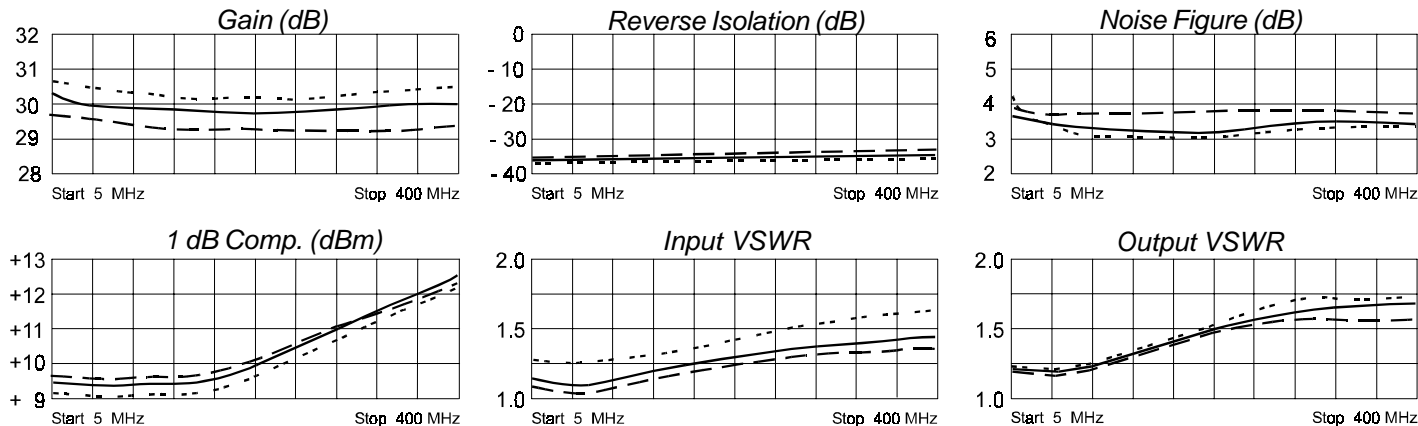 Gain (dB)
32
31
30
29
28
Start 5 MHz
Stop 400 MHz
Reverse Isolation (dB)
0
- 10
- 20
- 30
- 40
Start 5 MHz
Stop 400 MHz
Noise Figure (dB)
6
5
4
3
2
Start 5 MHz
Stop 400 MHz
1 dB Comp. (dBm)
+13
+12
+11
+10
+ 9
Start 5 MHz
Stop 400 MHz
Input VSWR
2.0
1.5
1.0
Start 5 MHz
Stop 400 MHz
Output VSWR
2.0
1.5
1.0
Start 5 MHz
Stop 400 MHz